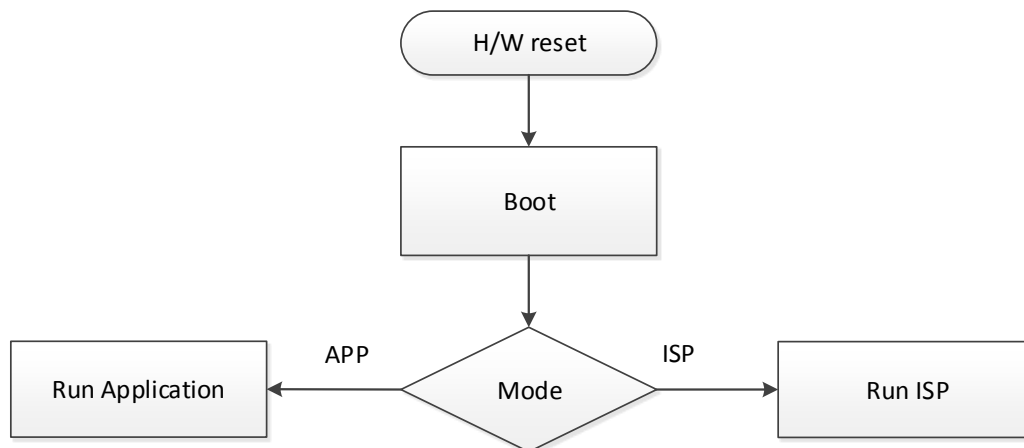 H/W reset
Boot
APP
ISP
Run Application
Mode
Run ISP